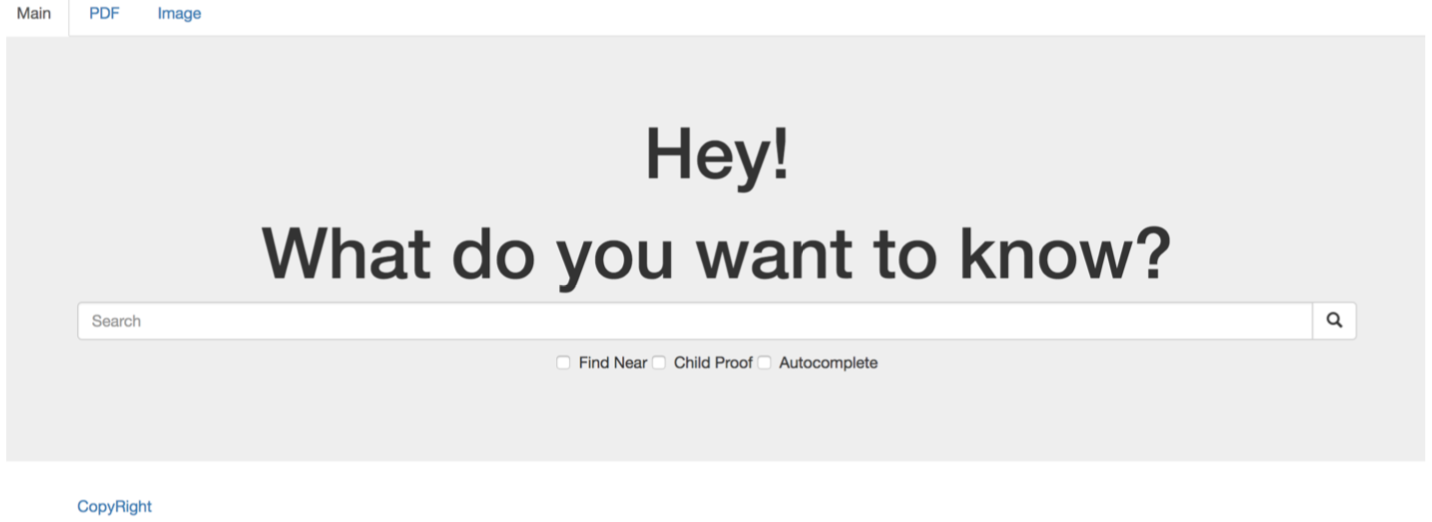 Main PDF Image
Hey!
What do you want to know?
Search
Find Near Child Proof Autocomplete
CopyRight